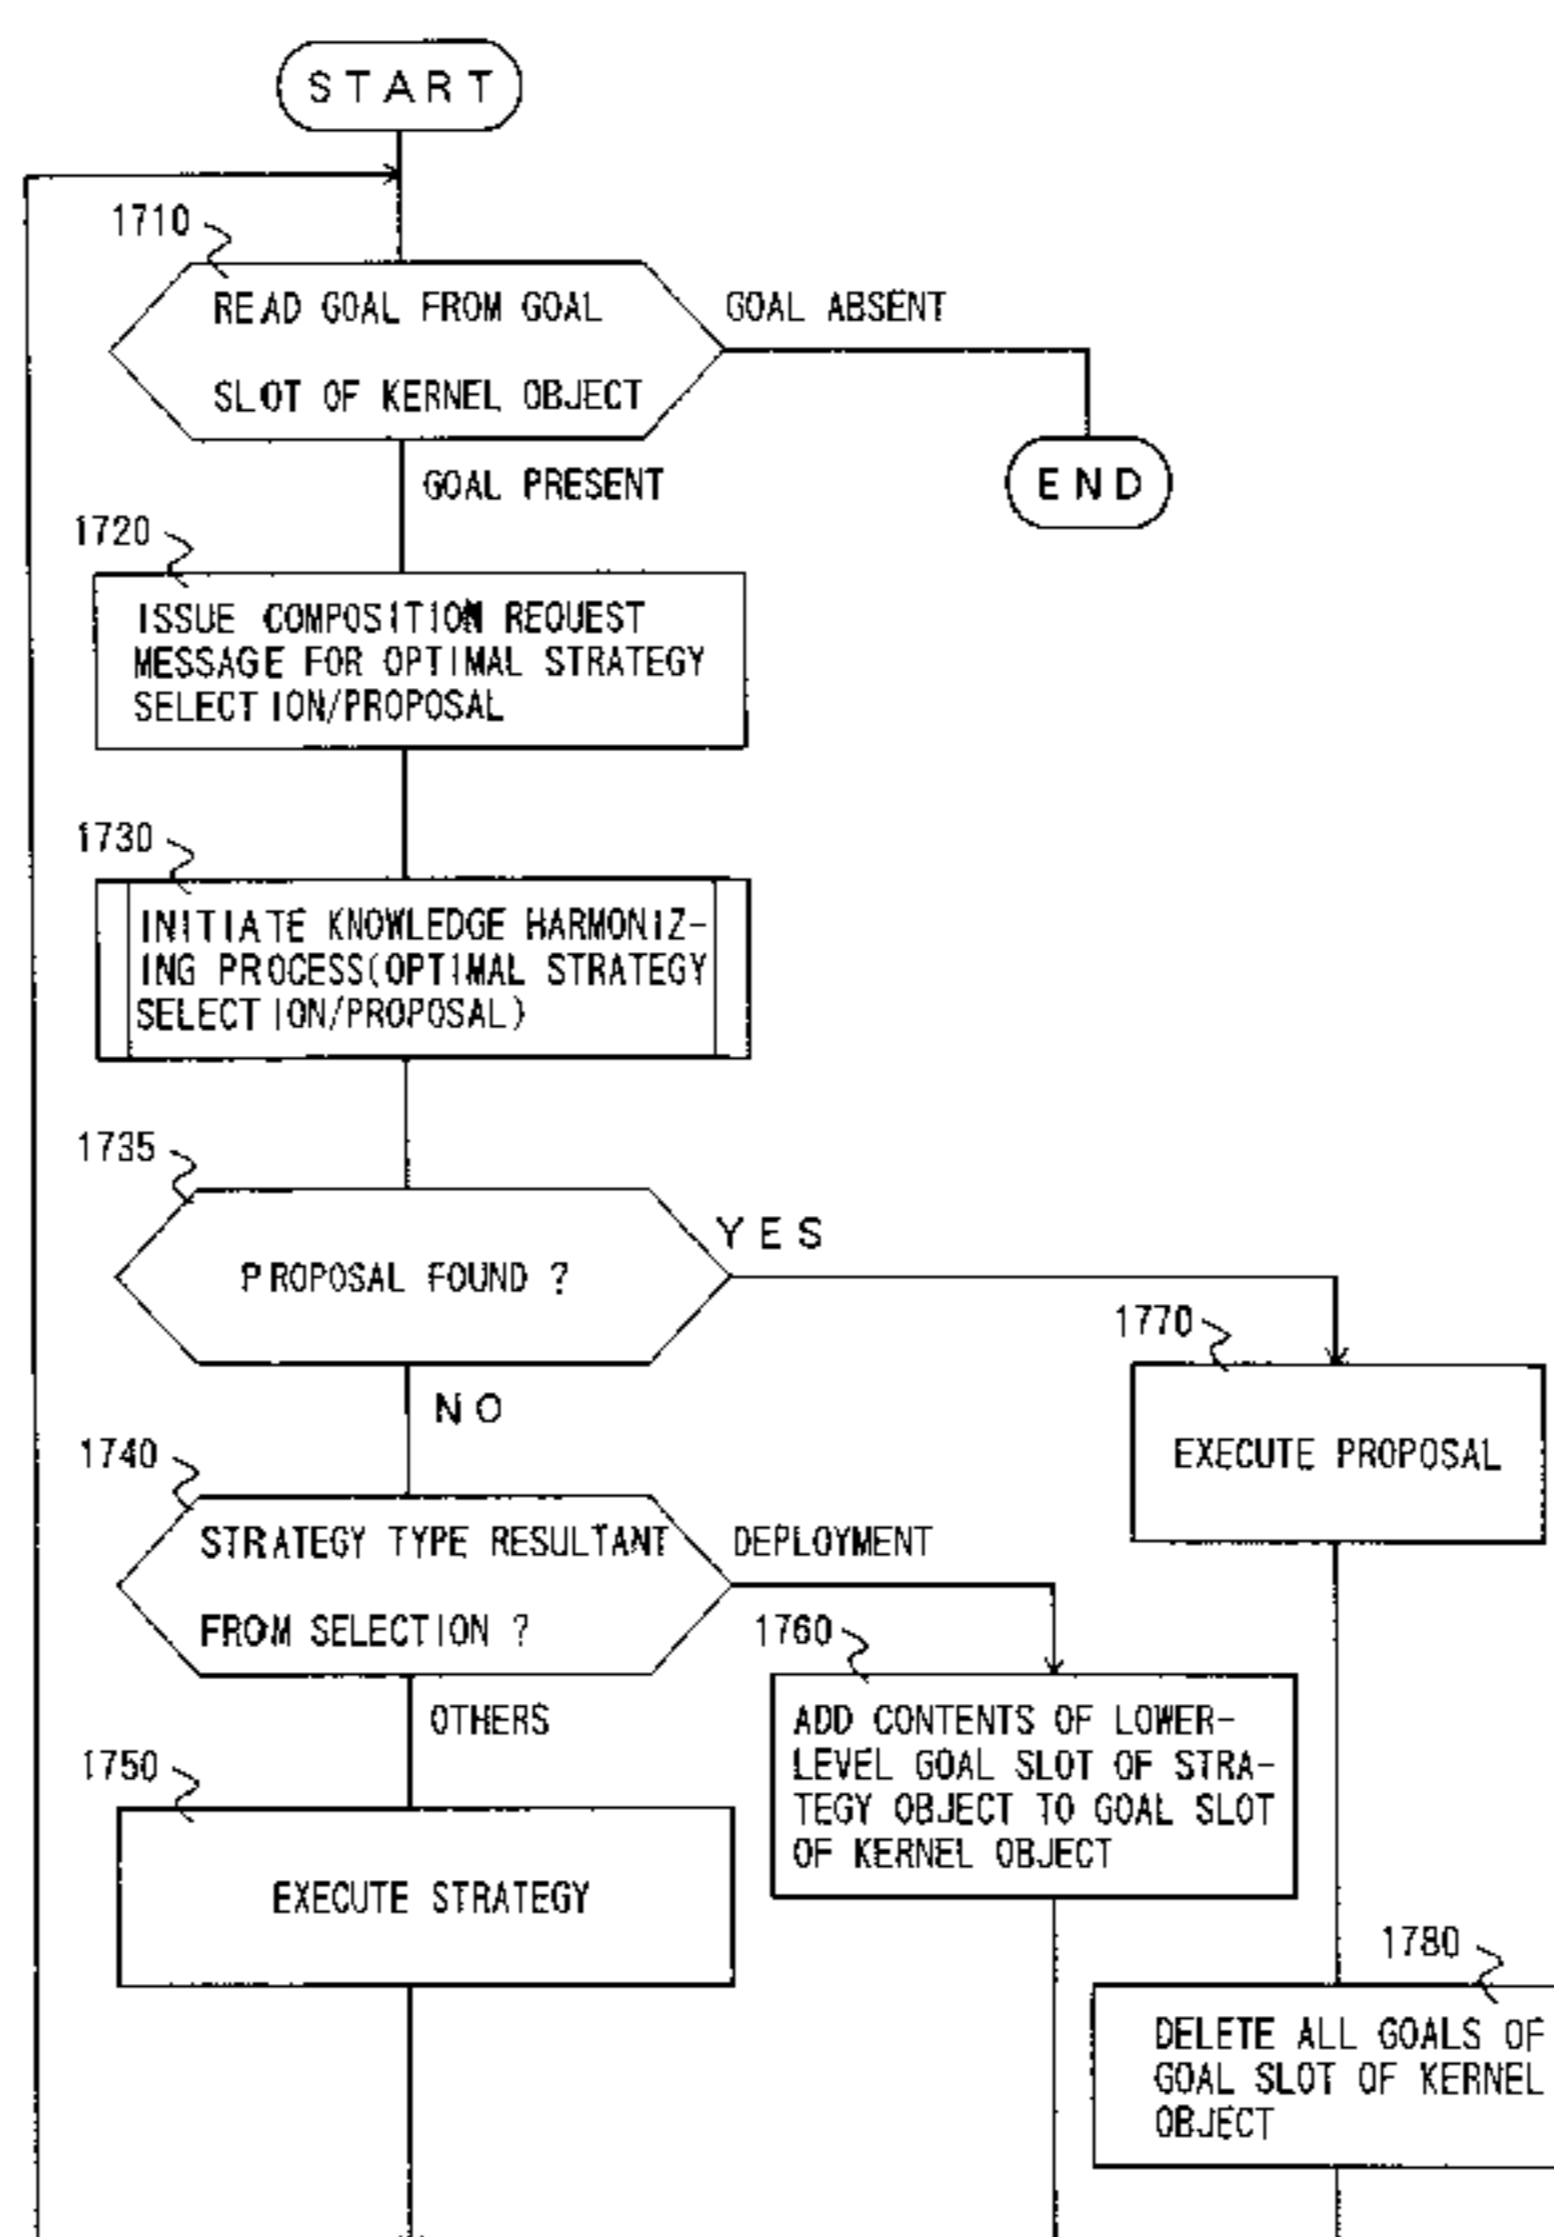 START
1710
READ GOAL FROM GOAL
SLOT OF KERNEL OBJECT
GOAL ABSENT
END
GOAL PRESENT
1720
ISSUE COMPOSITION REQUEST
MESSAGE FOR OPTIMAL STRATEGY
SELECTION/PROPOSAL
1730
INITIATE KNOWLEDGE HARMONIZ-
ING PROCESS(OPTIMAL STRATEGY
SELECTION/PROPOSAL)
1735
PROPOSAL FOUND ?
YES
NO
1770
EXECUTE PROPOSAL
1740
STRATEGY TYPE RESULTANT
FROM SELECTION ?
DEPLOYMENT
OTHERS
1760
ADD CONTENTS OF LOWER-
LEVEL GOAL SLOT OF STRA-
TEGY OBJECT TO GOAL SLOT
OF KERNEL OBJECT
1750
EXECUTE STRATEGY
1780
DELETE ALL GOALS OF
GOAL SLOT OF KERNEL
OBJECT